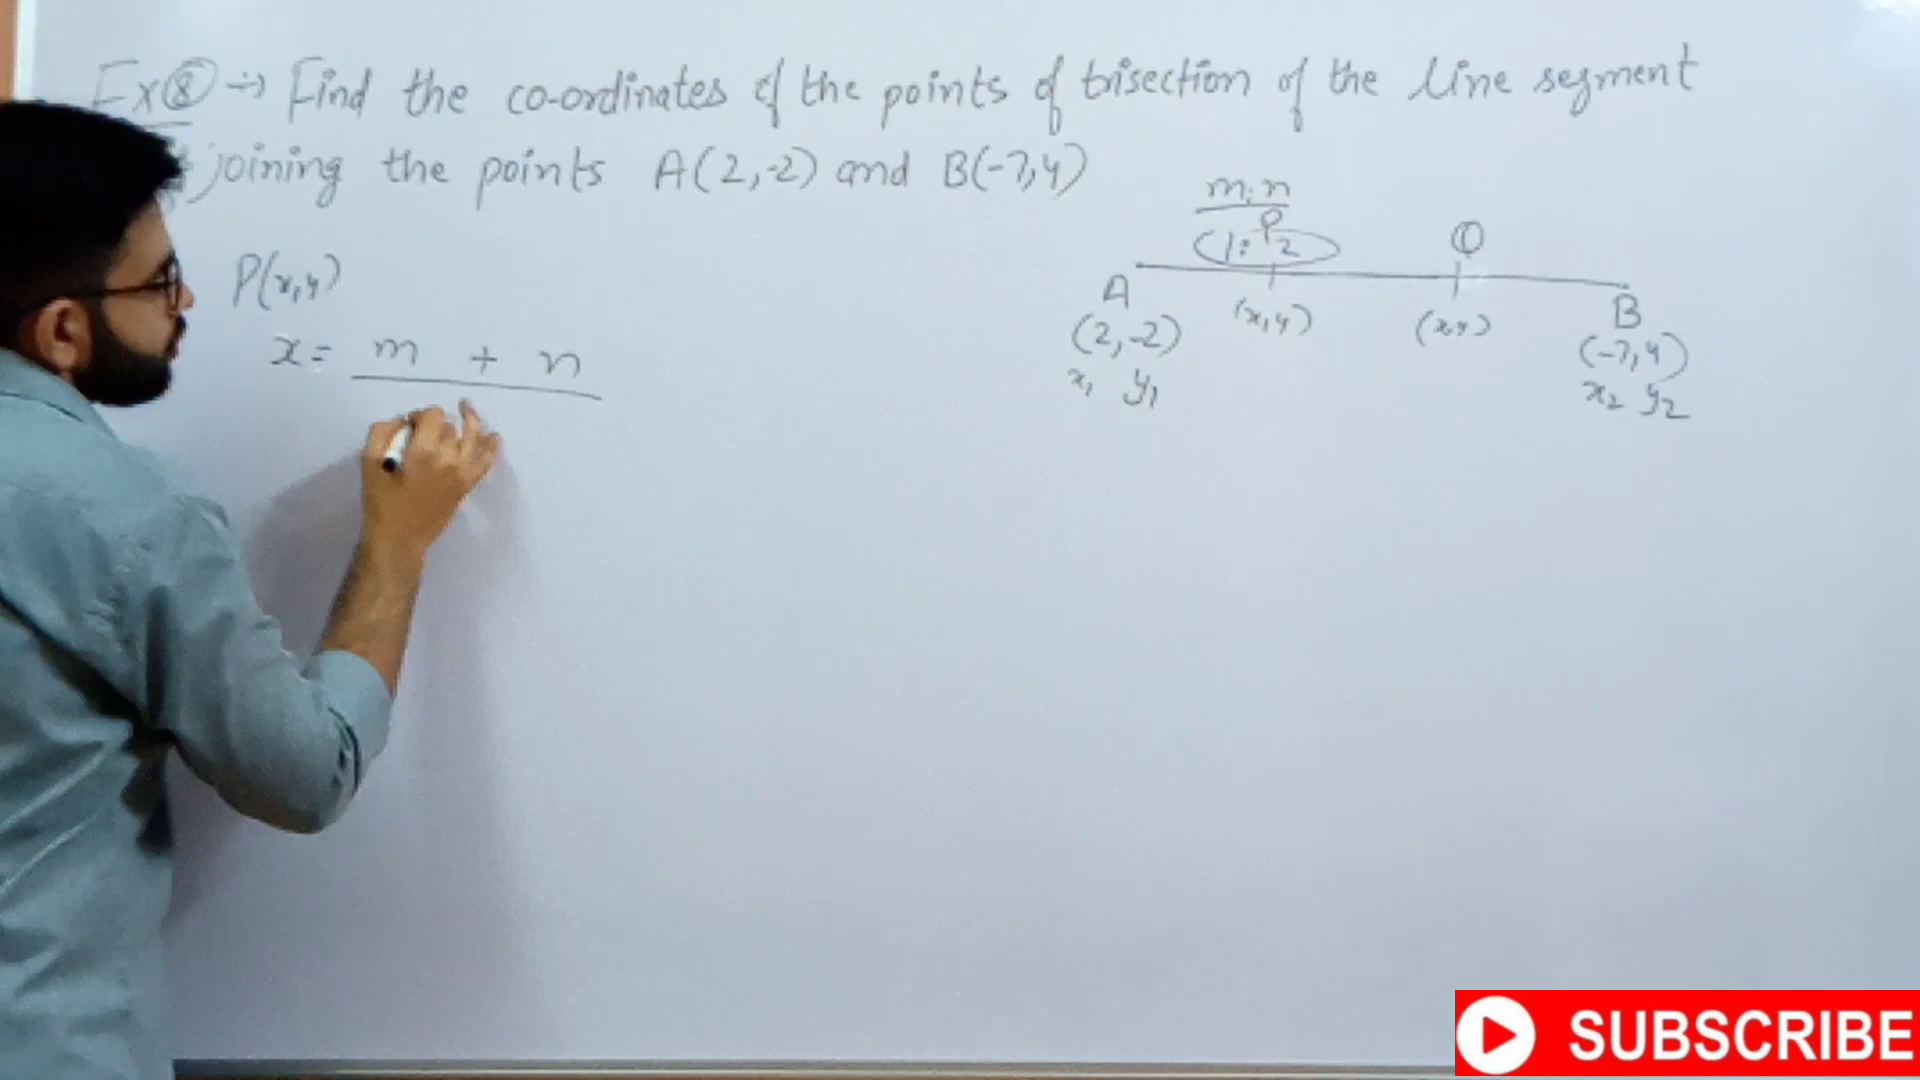 Ex⑧ → Find the co-ordinates of the points of trisection of the line segment
joining the points A(2,-2) and B(-7,4)
P(x,y)
x = m + n
m:n
P
1:2
A
(x,y)
(x,y)
B
(2,-2)
(-7,4)
x₁ y₁
x₂ y₂
SUBSCRIBE